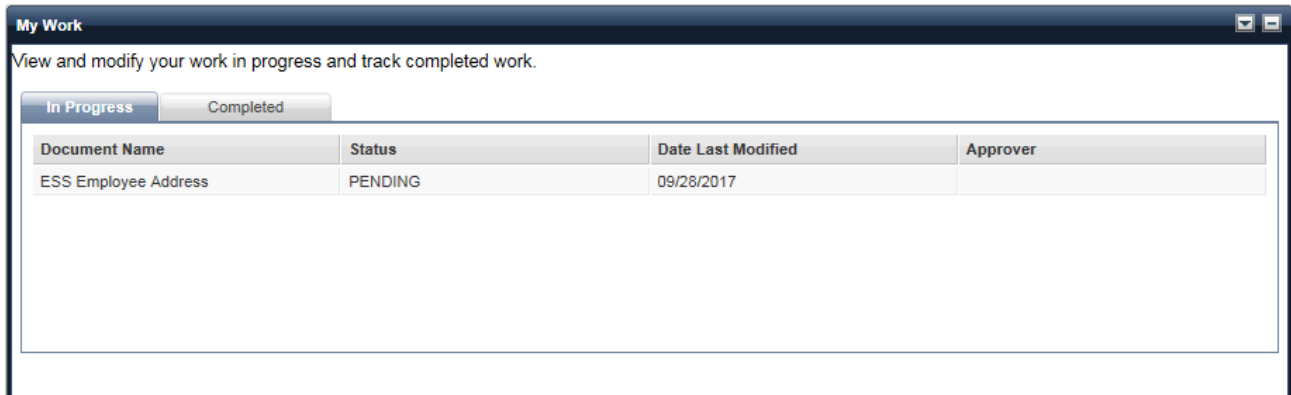 My Work
View and modify your work in progress and track completed work.
In Progress Completed
Document Name Status Date Last Modified Approver
ESS Employee Address PENDING 09/28/2017